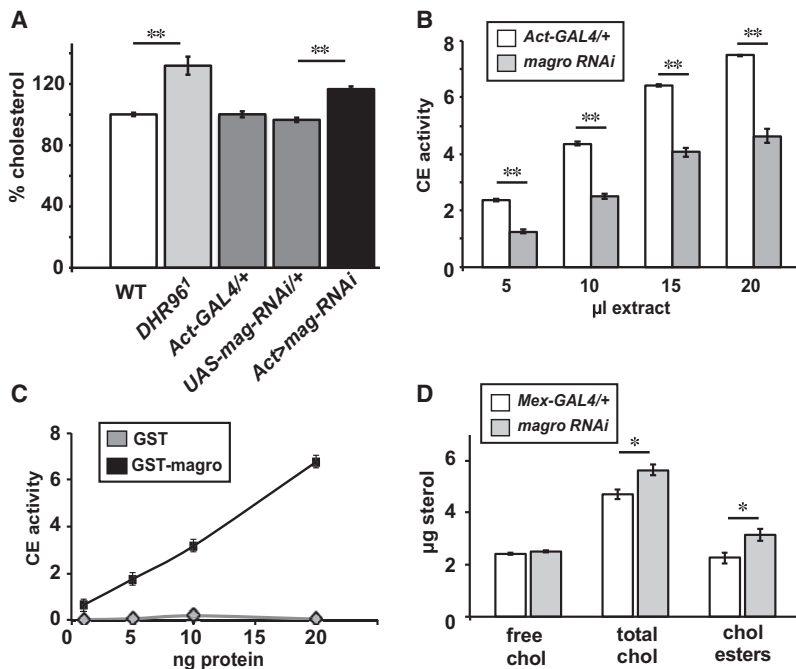 A
% cholesterol
120
80
40
0
**
**
WT
DHR96¹
Act-GAL4/+
UAS-mag-RNAi/+
Act>mag-RNAi
B
Act-GAL4/+
magro RNAi
CE activity
8
6
4
2
0
**
**
**
**
5 10 15 20
µl extract
C
GST
GST-magro
CE activity
8
6
4
2
0
0 5 10 15 20
ng protein
D
Mex-GAL4/+
magro RNAi
µg sterol
6
4
2
0
*
*
free chol
total chol
chol esters